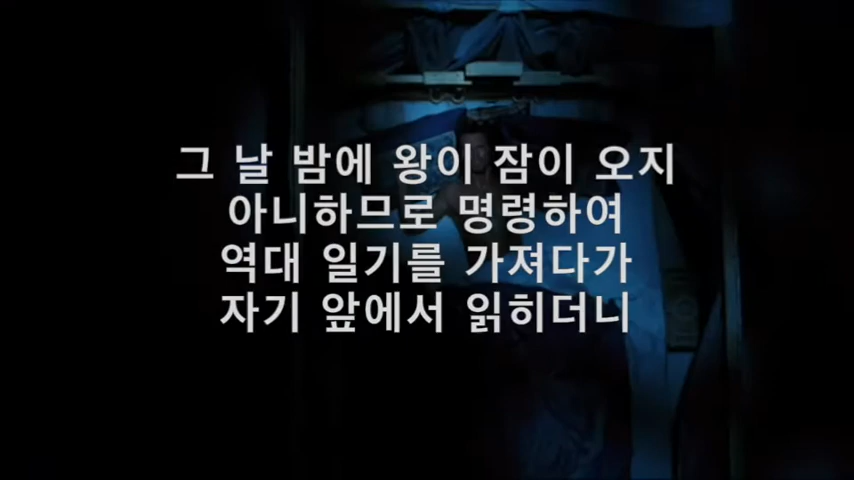 그 날 밤에 왕이 잠이 오지
아니하므로 명령하여
역대 일기를 가져다가
자기 앞에서 읽히더니